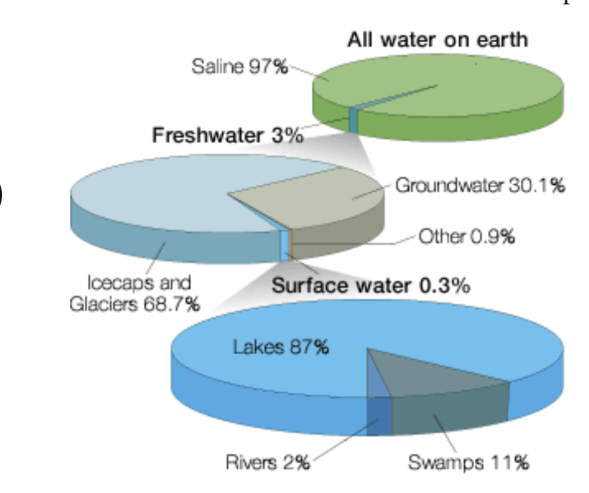 All water on earth
Saline 97%
Freshwater 3%
Groundwater 30.1%
Other 0.9%
Icecaps and
Glaciers 68.7%
Surface water 0.3%
Lakes 87%
Rivers 2%
Swamps 11%